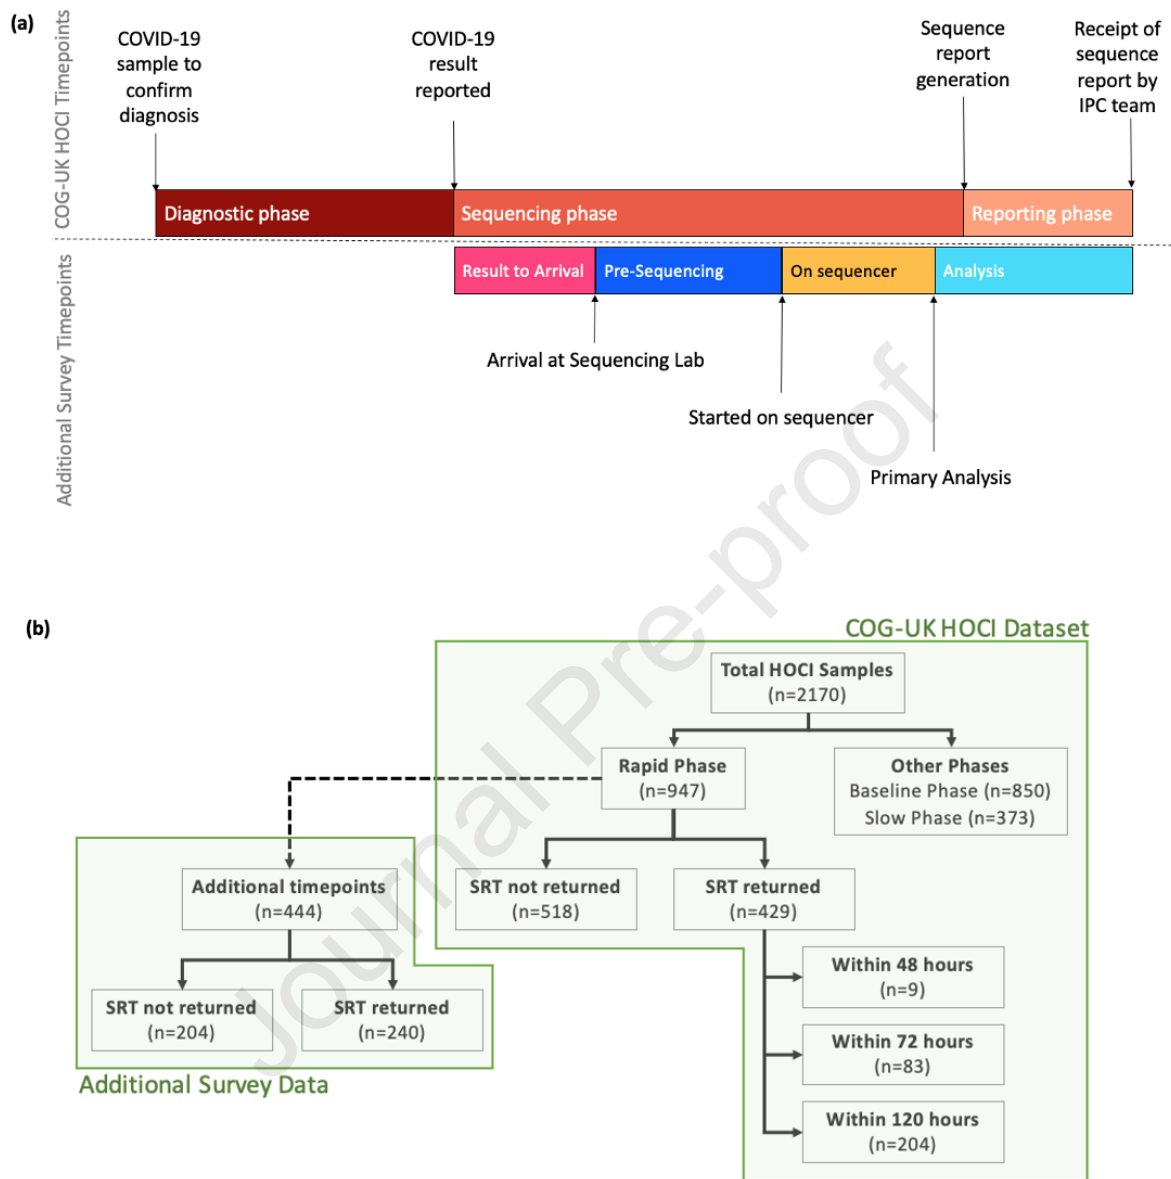 (a)
COG-UK HOCI Timepoints
COVID-19
sample to
confirm
diagnosis
COVID-19
result
reported
Sequence
report
generation
Receipt of
sequence
report by
IPC team
Diagnostic phase
Sequencing phase
Reporting phase
Additional Survey Timepoints
Result to Arrival
Pre-Sequencing
On sequencer
Analysis
Arrival at Sequencing Lab
Started on sequencer
Primary Analysis
Journal Pre-proof
(b)
COG-UK HOCI Dataset
Total HOCI Samples
(n=2170)
Rapid Phase
(n=947)
Other Phases
Baseline Phase (n=850)
Slow Phase (n=373)
Additional timepoints
(n=444)
SRT not returned
(n=518)
SRT returned
(n=429)
Within 48 hours
(n=9)
SRT not returned
(n=204)
SRT returned
(n=240)
Within 72 hours
(n=83)
Additional Survey Data
Within 120 hours
(n=204)